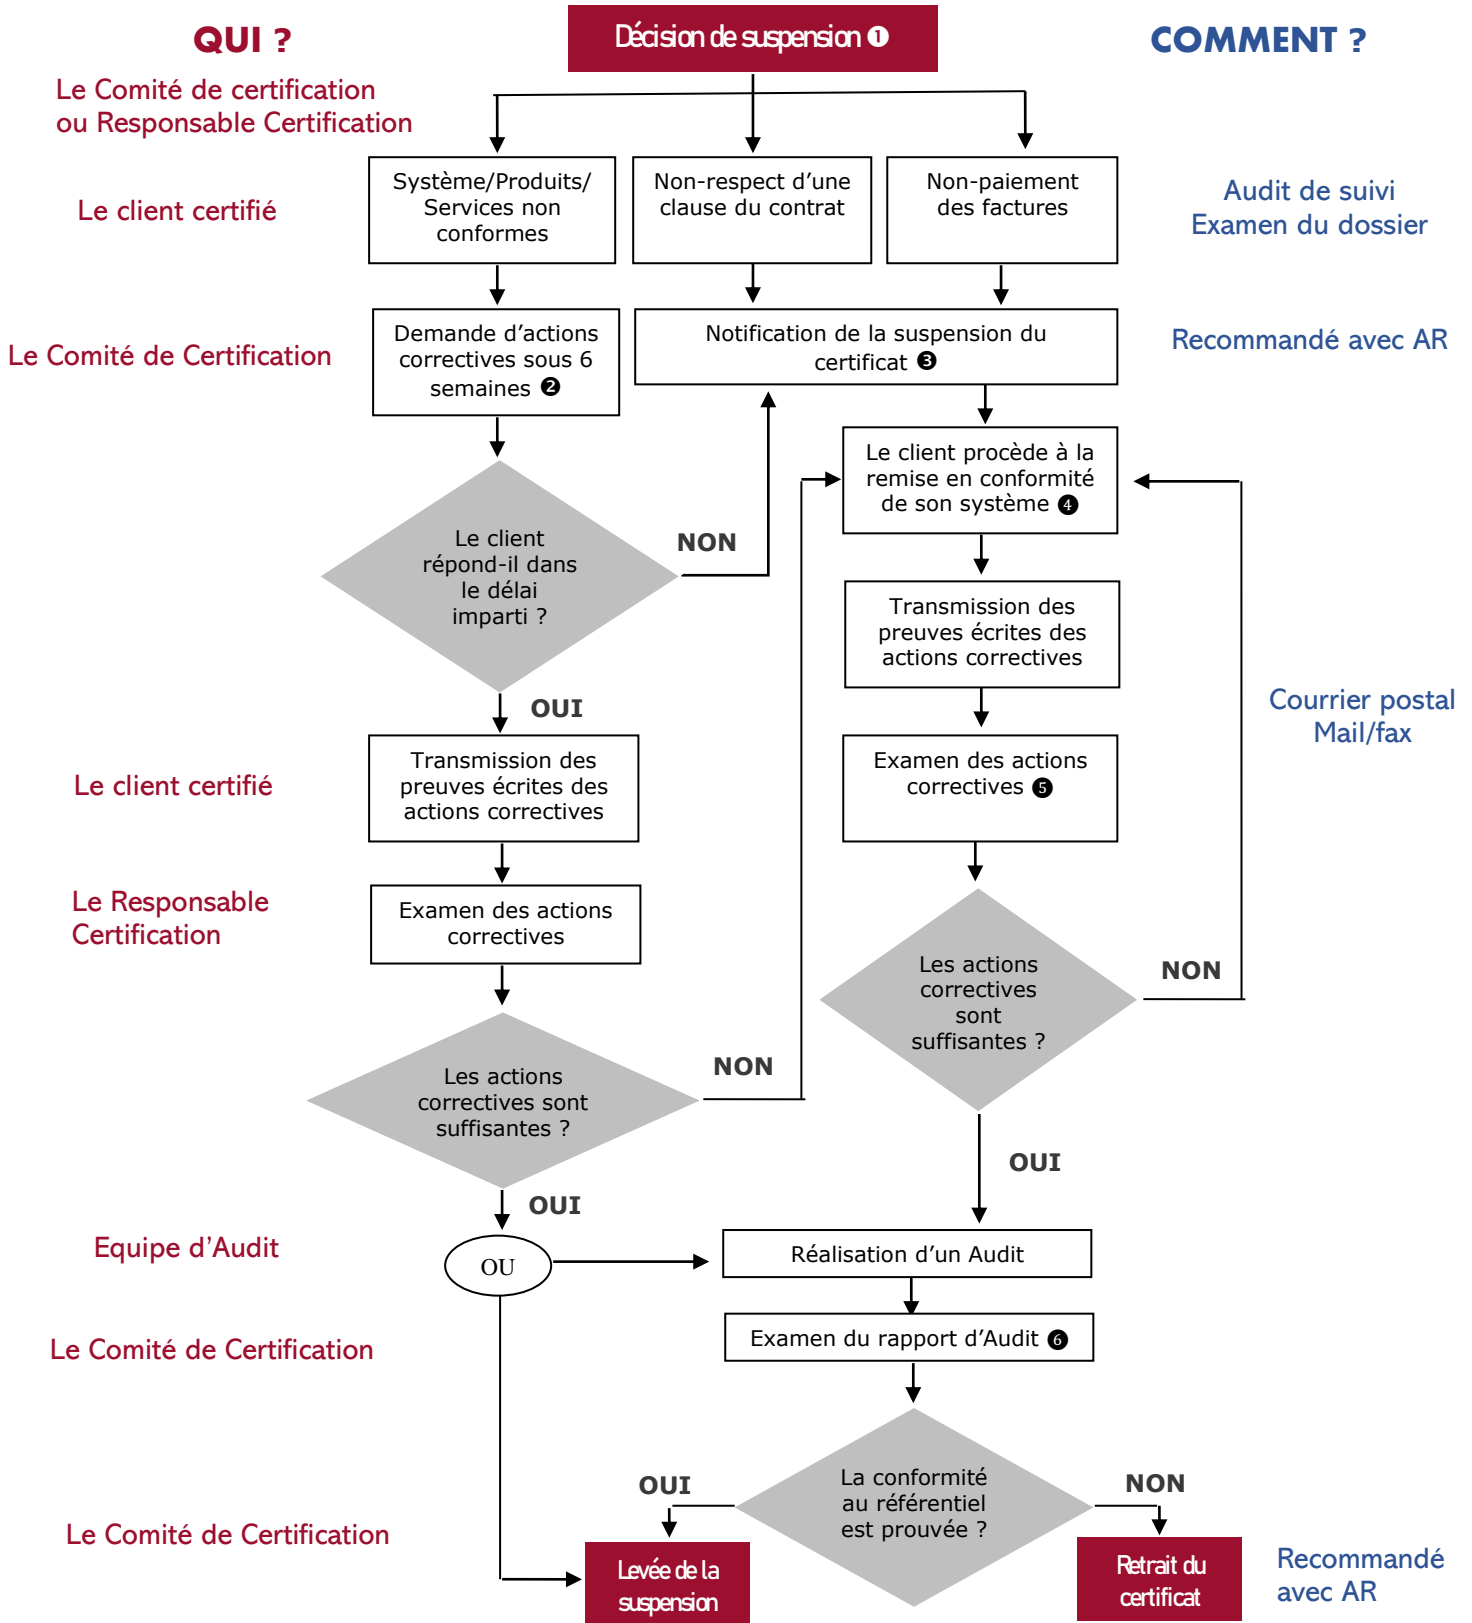 QUI ?
Décision de suspension ❶
COMMENT ?
Le Comité de certification
ou Responsable Certification
Le client certifié
Système/Produits/
Services non
conformes
Non-respect d’une
clause du contrat
Non-paiement
des factures
Audit de suivi
Examen du dossier
Le Comité de Certification
Demande d’actions
correctives sous 6
semaines ❷
Notification de la suspension du
certificat ❸
Recommandé avec AR
Le client procède à la
remise en conformité
de son système ❹
Le client
répond-il dans
le délai
imparti ?
NON
Transmission des
preuves écrites des
actions correctives
OUI
Courrier postal
Mail/fax
Le client certifié
Transmission des
preuves écrites des
actions correctives
Examen des actions
correctives ❺
Le Responsable
Certification
Examen des actions
correctives
Les actions
correctives
sont
suffisantes ?
NON
Les actions
correctives sont
suffisantes ?
NON
OUI
OUI
Equipe d’Audit
OU
Réalisation d’un Audit
Le Comité de Certification
Examen du rapport d’Audit ❻
La conformité
au référentiel
est prouvée ?
OUI
NON
Le Comité de Certification
Levée de la
suspension
Retrait du
certificat
Recommandé
avec AR